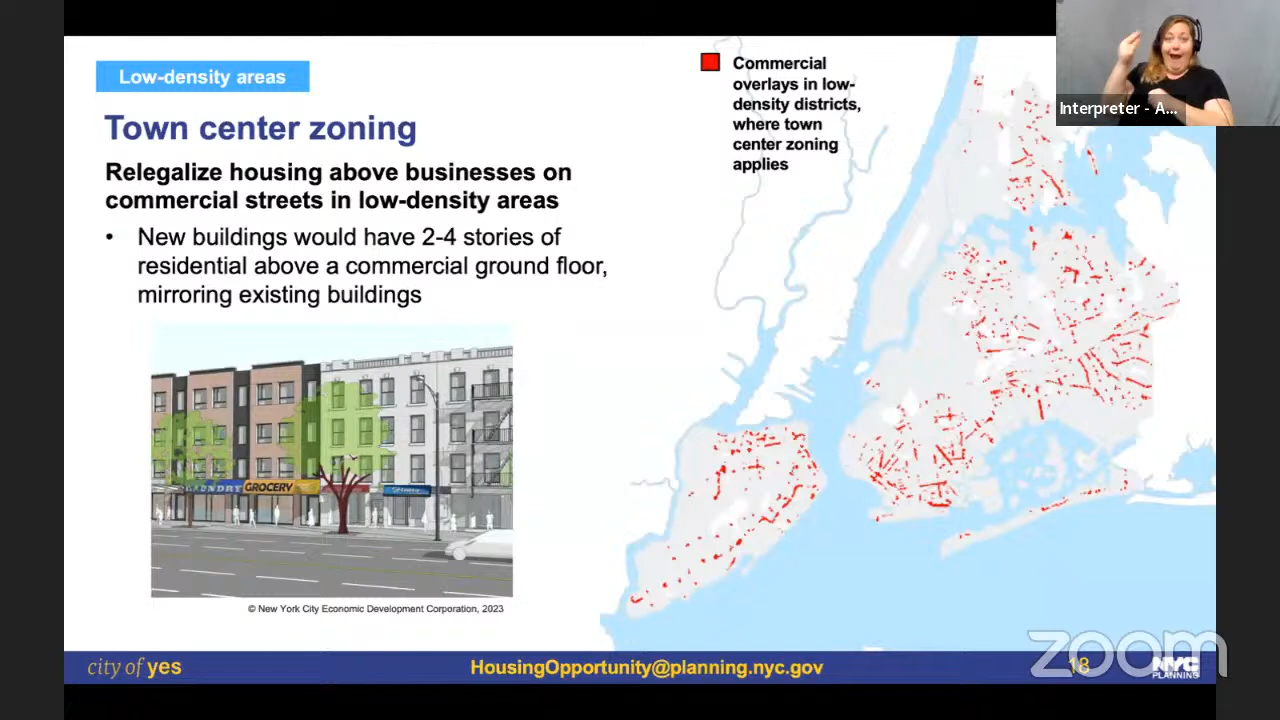 Low-density areas
Town center zoning
Relegalize housing above businesses on
commercial streets in low-density areas
• New buildings would have 2-4 stories of
residential above a commercial ground floor,
mirroring existing buildings
LAUNDRY
GROCERY
© New York City Economic Development Corporation, 2023
Commercial
overlays in low-
density districts,
where town
center zoning
applies
Interpreter - A...
city of yes
HousingOpportunity@planning.nyc.gov
18
NYC
PLANNING
zoom